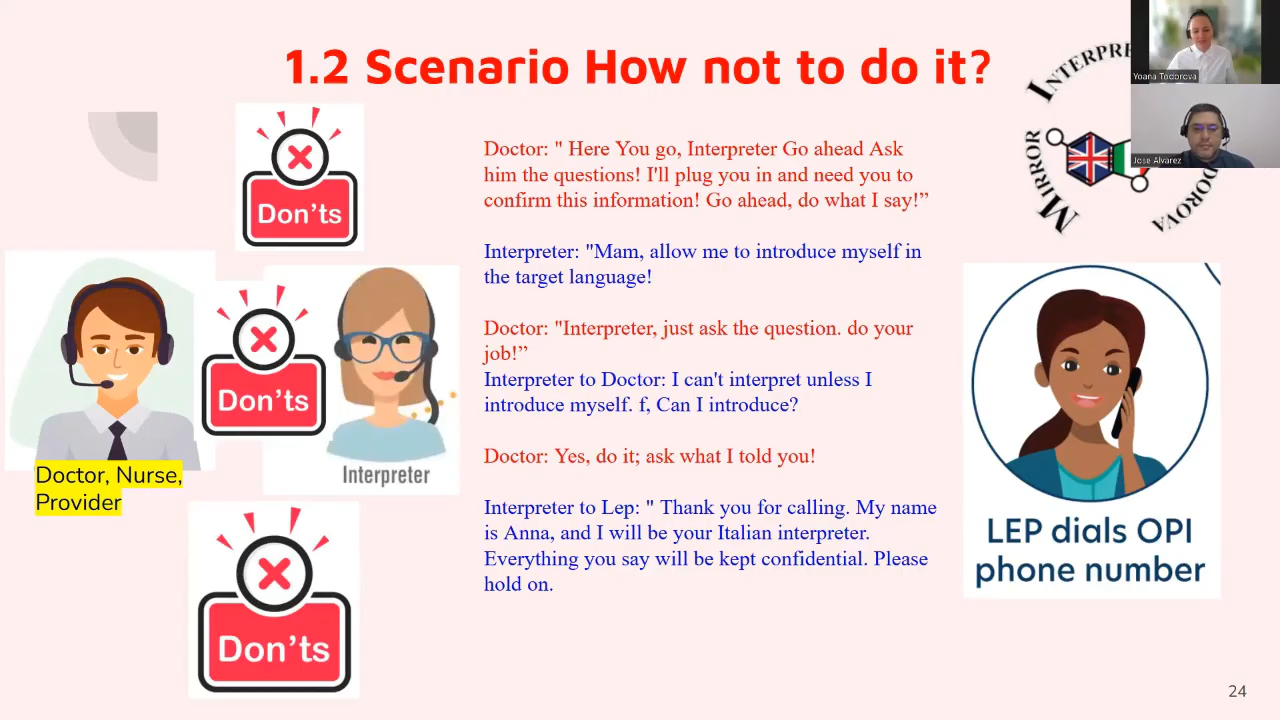 1.2 Scenario How not to do it?
INTERPRE
MIRROR
DOROVA
Yoana Todorova
Jose Alvarez
Don'ts
Don'ts
Don'ts
Doctor, Nurse,
Provider
Interpreter
Doctor: " Here You go, Interpreter Go ahead Ask
him the questions! I'll plug you in and need you to
confirm this information! Go ahead, do what I say!”
Interpreter: "Mam, allow me to introduce myself in
the target language!
Doctor: "Interpreter, just ask the question. do your
job!”
Interpreter to Doctor: I can't interpret unless I
introduce myself. f, Can I introduce?
Doctor: Yes, do it; ask what I told you!
Interpreter to Lep: " Thank you for calling. My name
is Anna, and I will be your Italian interpreter.
Everything you say will be kept confidential. Please
hold on.
LEP dials OPI
phone number
24